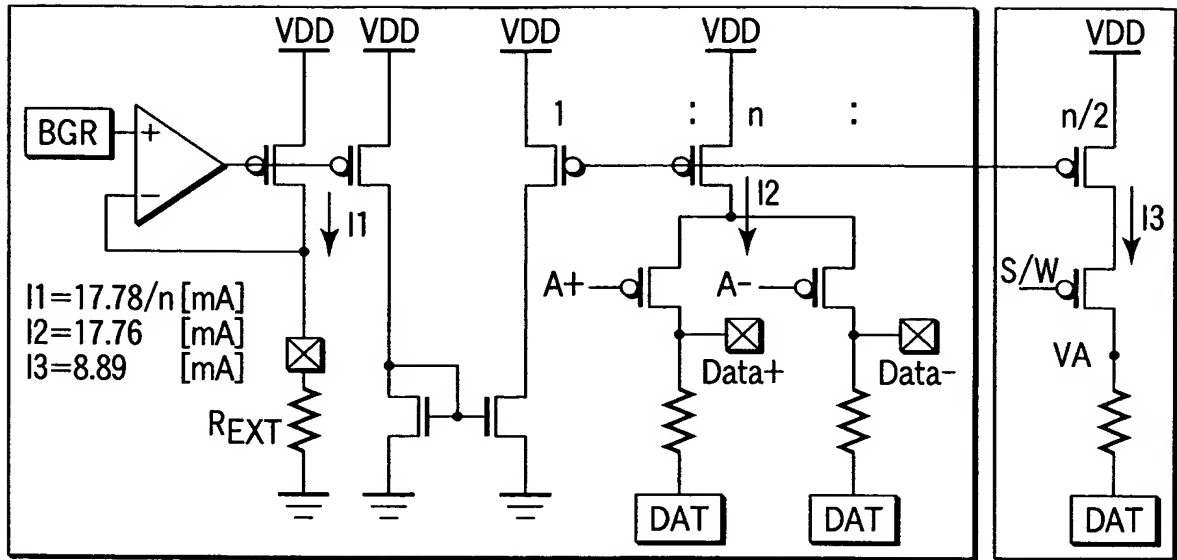 VDD VDD VDD VDD VDD
1 : n : n/2
BGR + −
I1 I2 I3
A+ A- S/W
I1=17.78/n [mA]
I2=17.76 [mA]
I3=8.89 [mA]
Data+ Data- VA
REXT
DAT DAT DAT